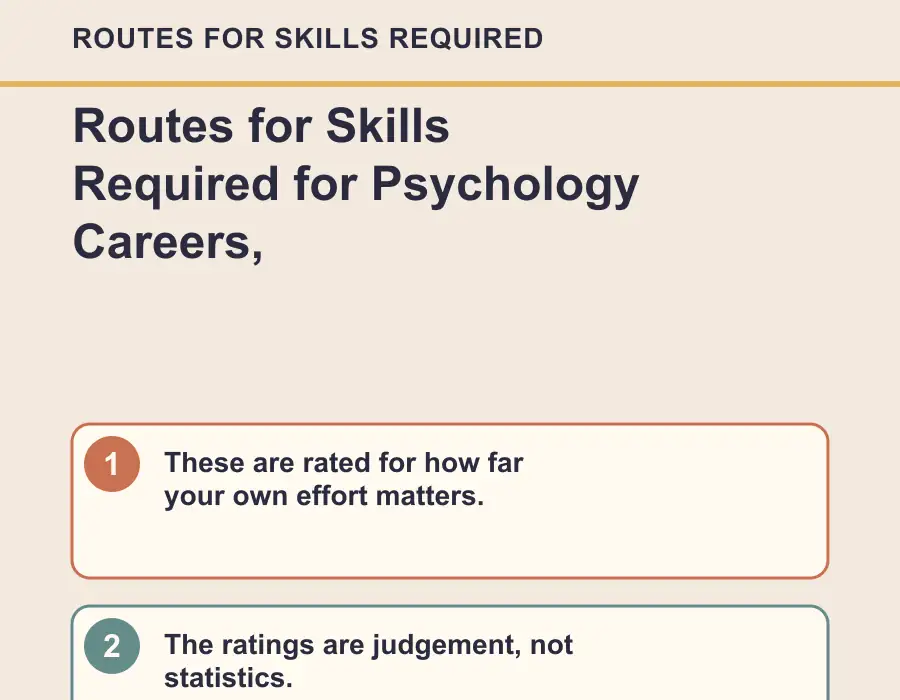 ROUTES FOR SKILLS REQUIRED
Routes for Skills
Required for Psychology
Careers,
1
These are rated for how far
your own effort matters.
2
The ratings are judgement, not
statistics.